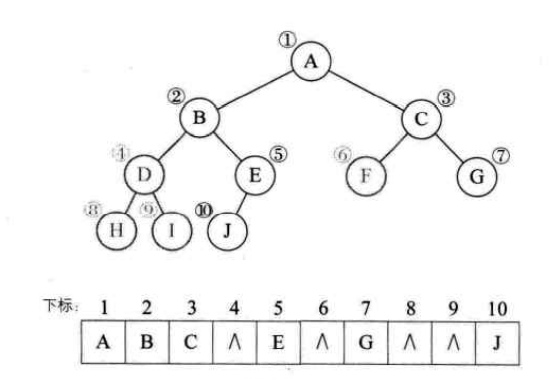 ①
A
② ③
B C
④ ⑤ ⑥ ⑦
D E F G
⑧ ⑨ ⑩
H I J
下标: 1 2 3 4 5 6 7 8 9 10
A B C ∧ E ∧ G ∧ ∧ J